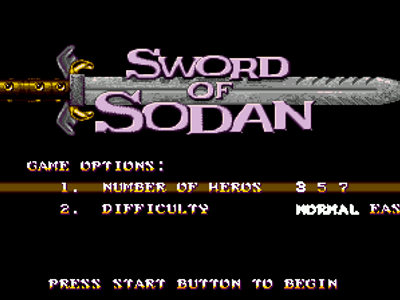 SWORD
OF
SODAN
GAME OPTIONS:
1. NUMBER OF HEROS 3 5 7
2. DIFFICULTY NORMAL EAS
PRESS START BUTTON TO BEGIN